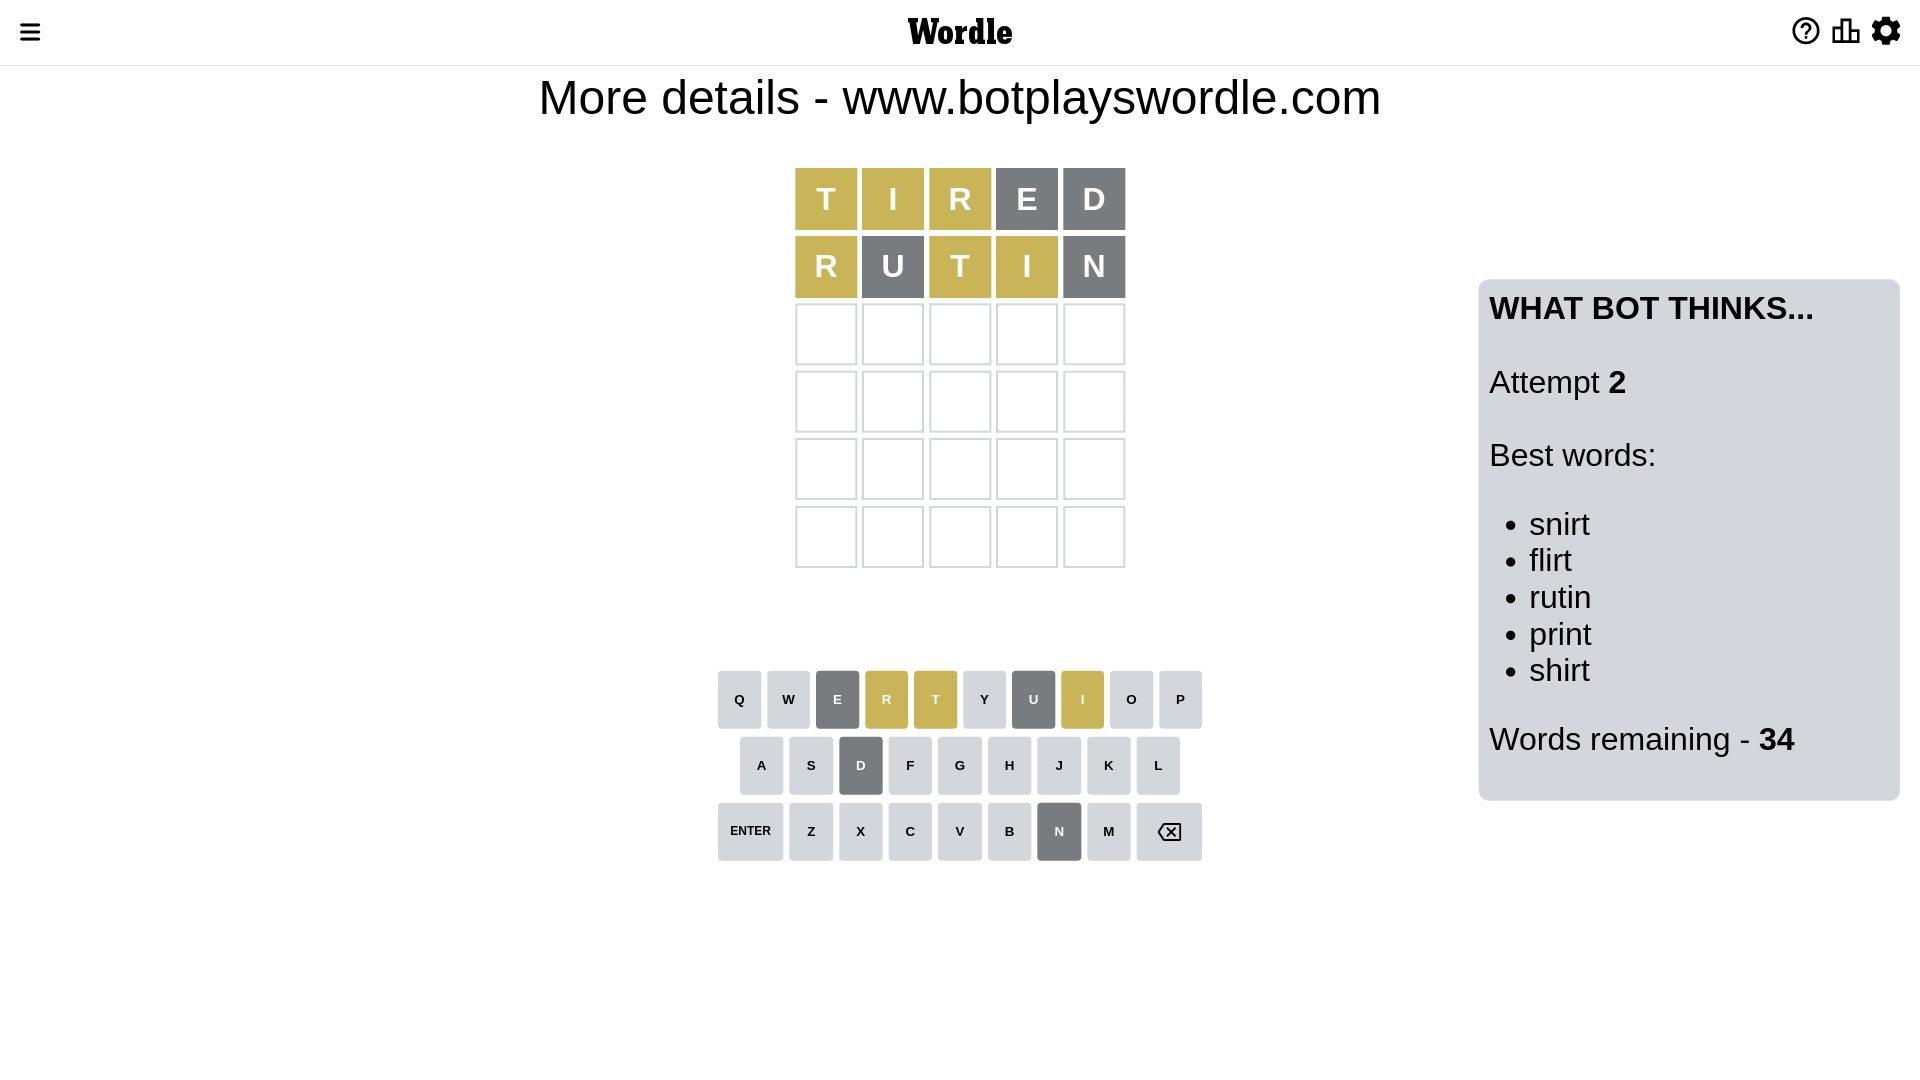 Wordle
More details - www.botplayswordle.com
T I R E D
R U T I N
WHAT BOT THINKS...
Attempt 2
Best words:
• snirt
• flirt
• rutin
• print
• shirt
Words remaining - 34
Q W E R T Y U I O P
A S D F G H J K L
ENTER Z X C V B N M